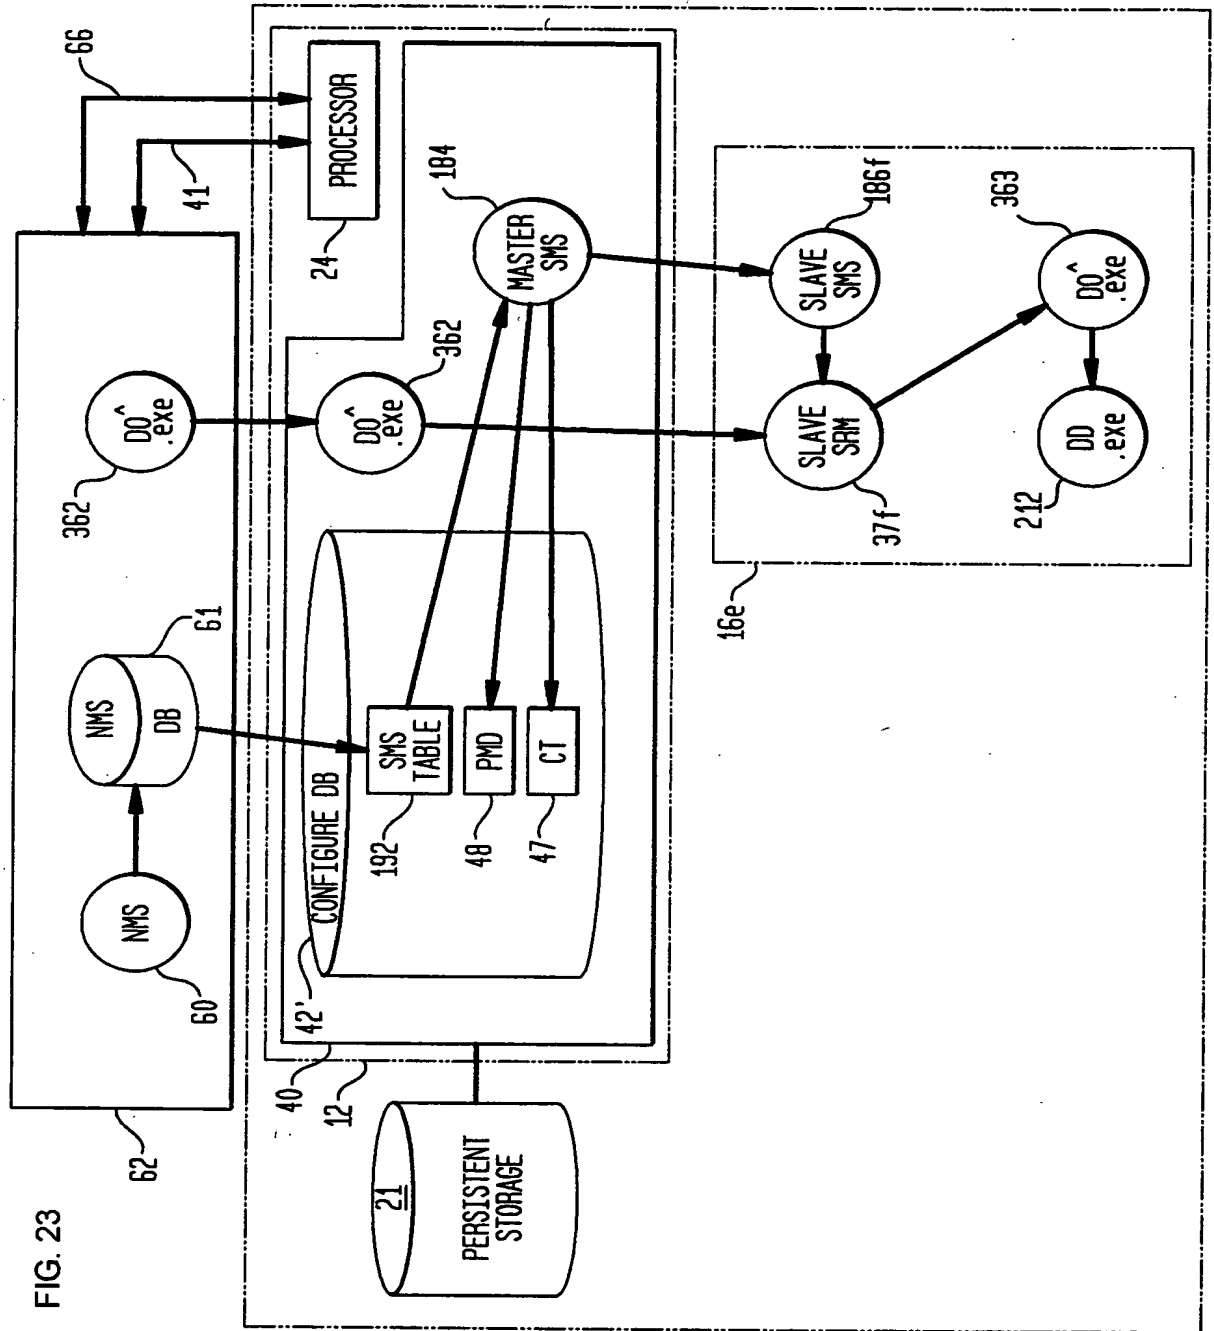 FIG. 23
62
NMS
60
NMS
DB
61
DO^
.exe
362
41
66
21
PERSISTENT
STORAGE
12
40
42'
CONFIGURE DB
SMS
TABLE
192
PMD
48
CT
47
DO^
.exe
362
PROCESSOR
24
MASTER
SMS
184
16e
SLAVE
SMS
186f
SLAVE
SRM
37f
DO^
.exe
363
DD
.exe
212